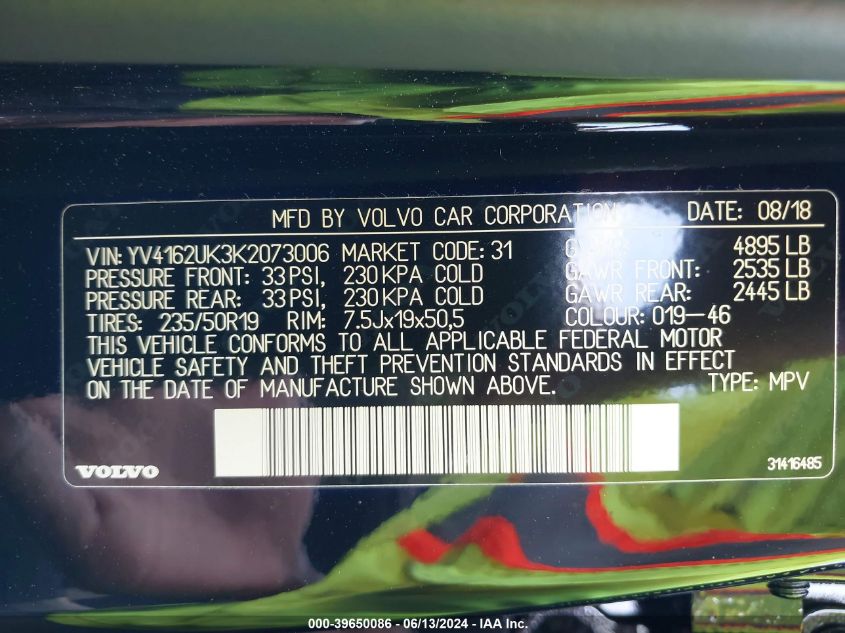 MFD BY VOLVO CAR CORPORATION DATE: 08/18
VIN: YV4162UK3K2073006 MARKET CODE: 31 4895 LB
PRESSURE FRONT: 33 PSI, 230 KPA COLD GAWR FRONT: 2535 LB
PRESSURE REAR: 33 PSI, 230 KPA COLD GAWR REAR: 2445 LB
TIRES: 235/50R19 RIM: 7.5Jx19x50,5 COLOUR: 019-46
THIS VEHICLE CONFORMS TO ALL APPLICABLE FEDERAL MOTOR
VEHICLE SAFETY AND THEFT PREVENTION STANDARDS IN EFFECT
ON THE DATE OF MANUFACTURE SHOWN ABOVE. TYPE: MPV
VOLVO 31416485
000-39650086 - 06/13/2024 - IAA Inc.